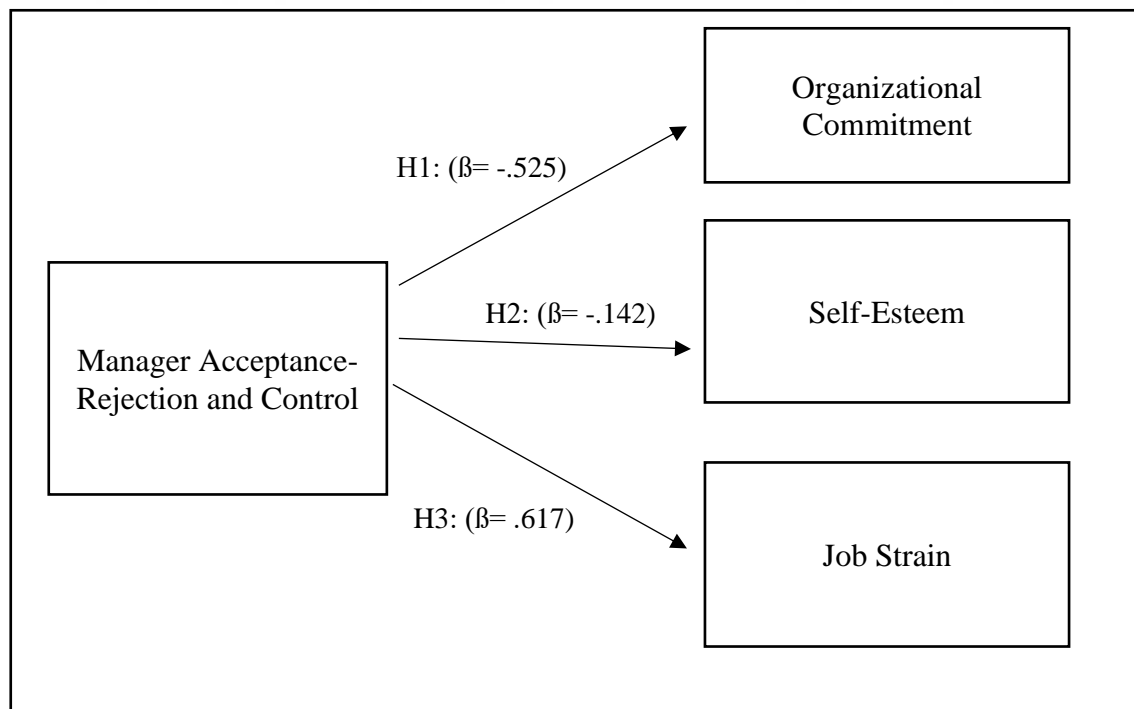 Organizational
Commitment
H1: (ß= -.525)
H2: (ß= -.142)
Self-Esteem
Manager Acceptance-
Rejection and Control
H3: (ß= .617)
Job Strain